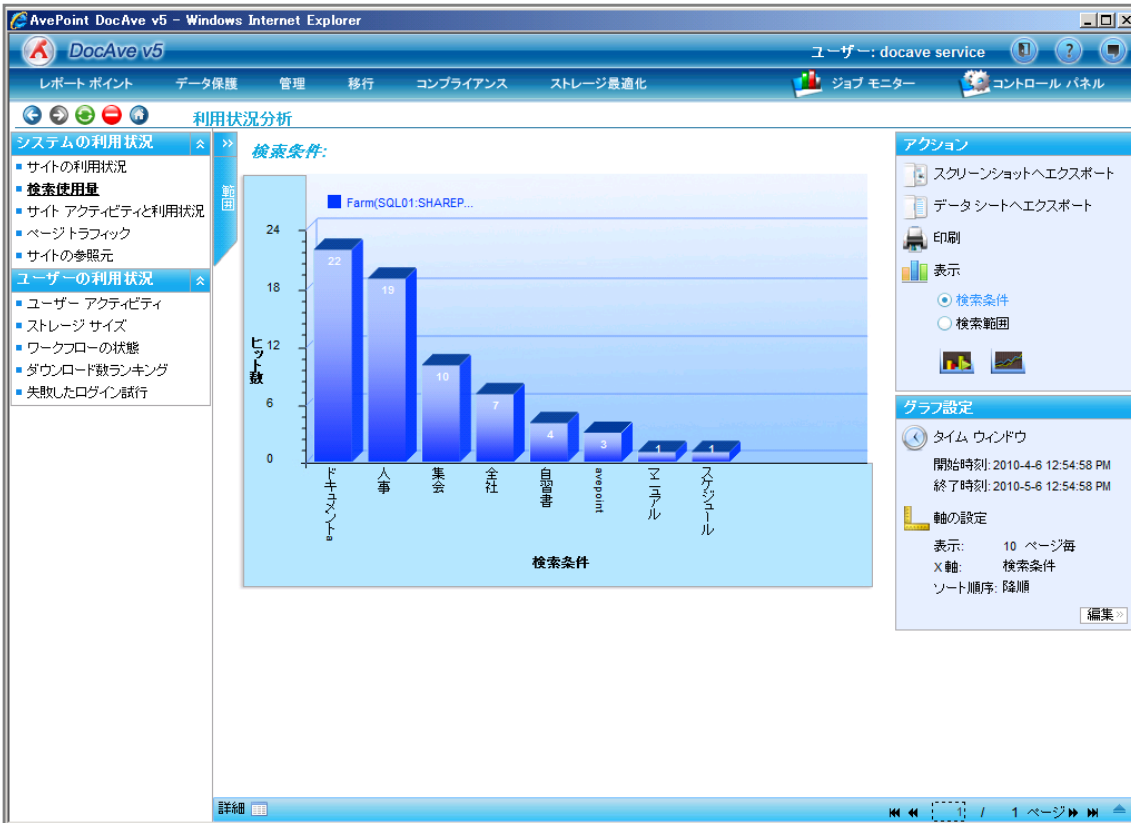 AvePoint DocAve v5 - Windows Internet Explorer
DocAve v5
ユーザー: docave service
レポート ポイント
データ保護
管理
移行
コンプライアンス
ストレージ最適化
ジョブ モニター
コントロール パネル
利用状況分析
システムの利用状況
サイトの利用状況
検索使用量
サイト アクティビティと利用状況
ページ トラフィック
サイトの参照元
ユーザーの利用状況
ユーザー アクティビティ
ストレージ サイズ
ワークフローの状態
ダウンロード数ランキング
失敗したログイン試行
範囲
検索条件:
Farm(SQL01:SHAREP...
24
18
12
6
0
ヒット数
22
19
10
7
4
3
1
1
ドキュメントa
人事
集会
全社
自習書
avepoint
マニュアル
スケジュール
検索条件
アクション
スクリーンショットへエクスポート
データ シートへエクスポート
印刷
表示
検索条件
検索範囲
グラフ設定
タイム ウィンドウ
開始時刻: 2010-4-6 12:54:58 PM
終了時刻: 2010-5-6 12:54:58 PM
軸の設定
表示: 10 ページ毎
X軸: 検索条件
ソート順序: 降順
編集
詳細
1 / 1 ページ